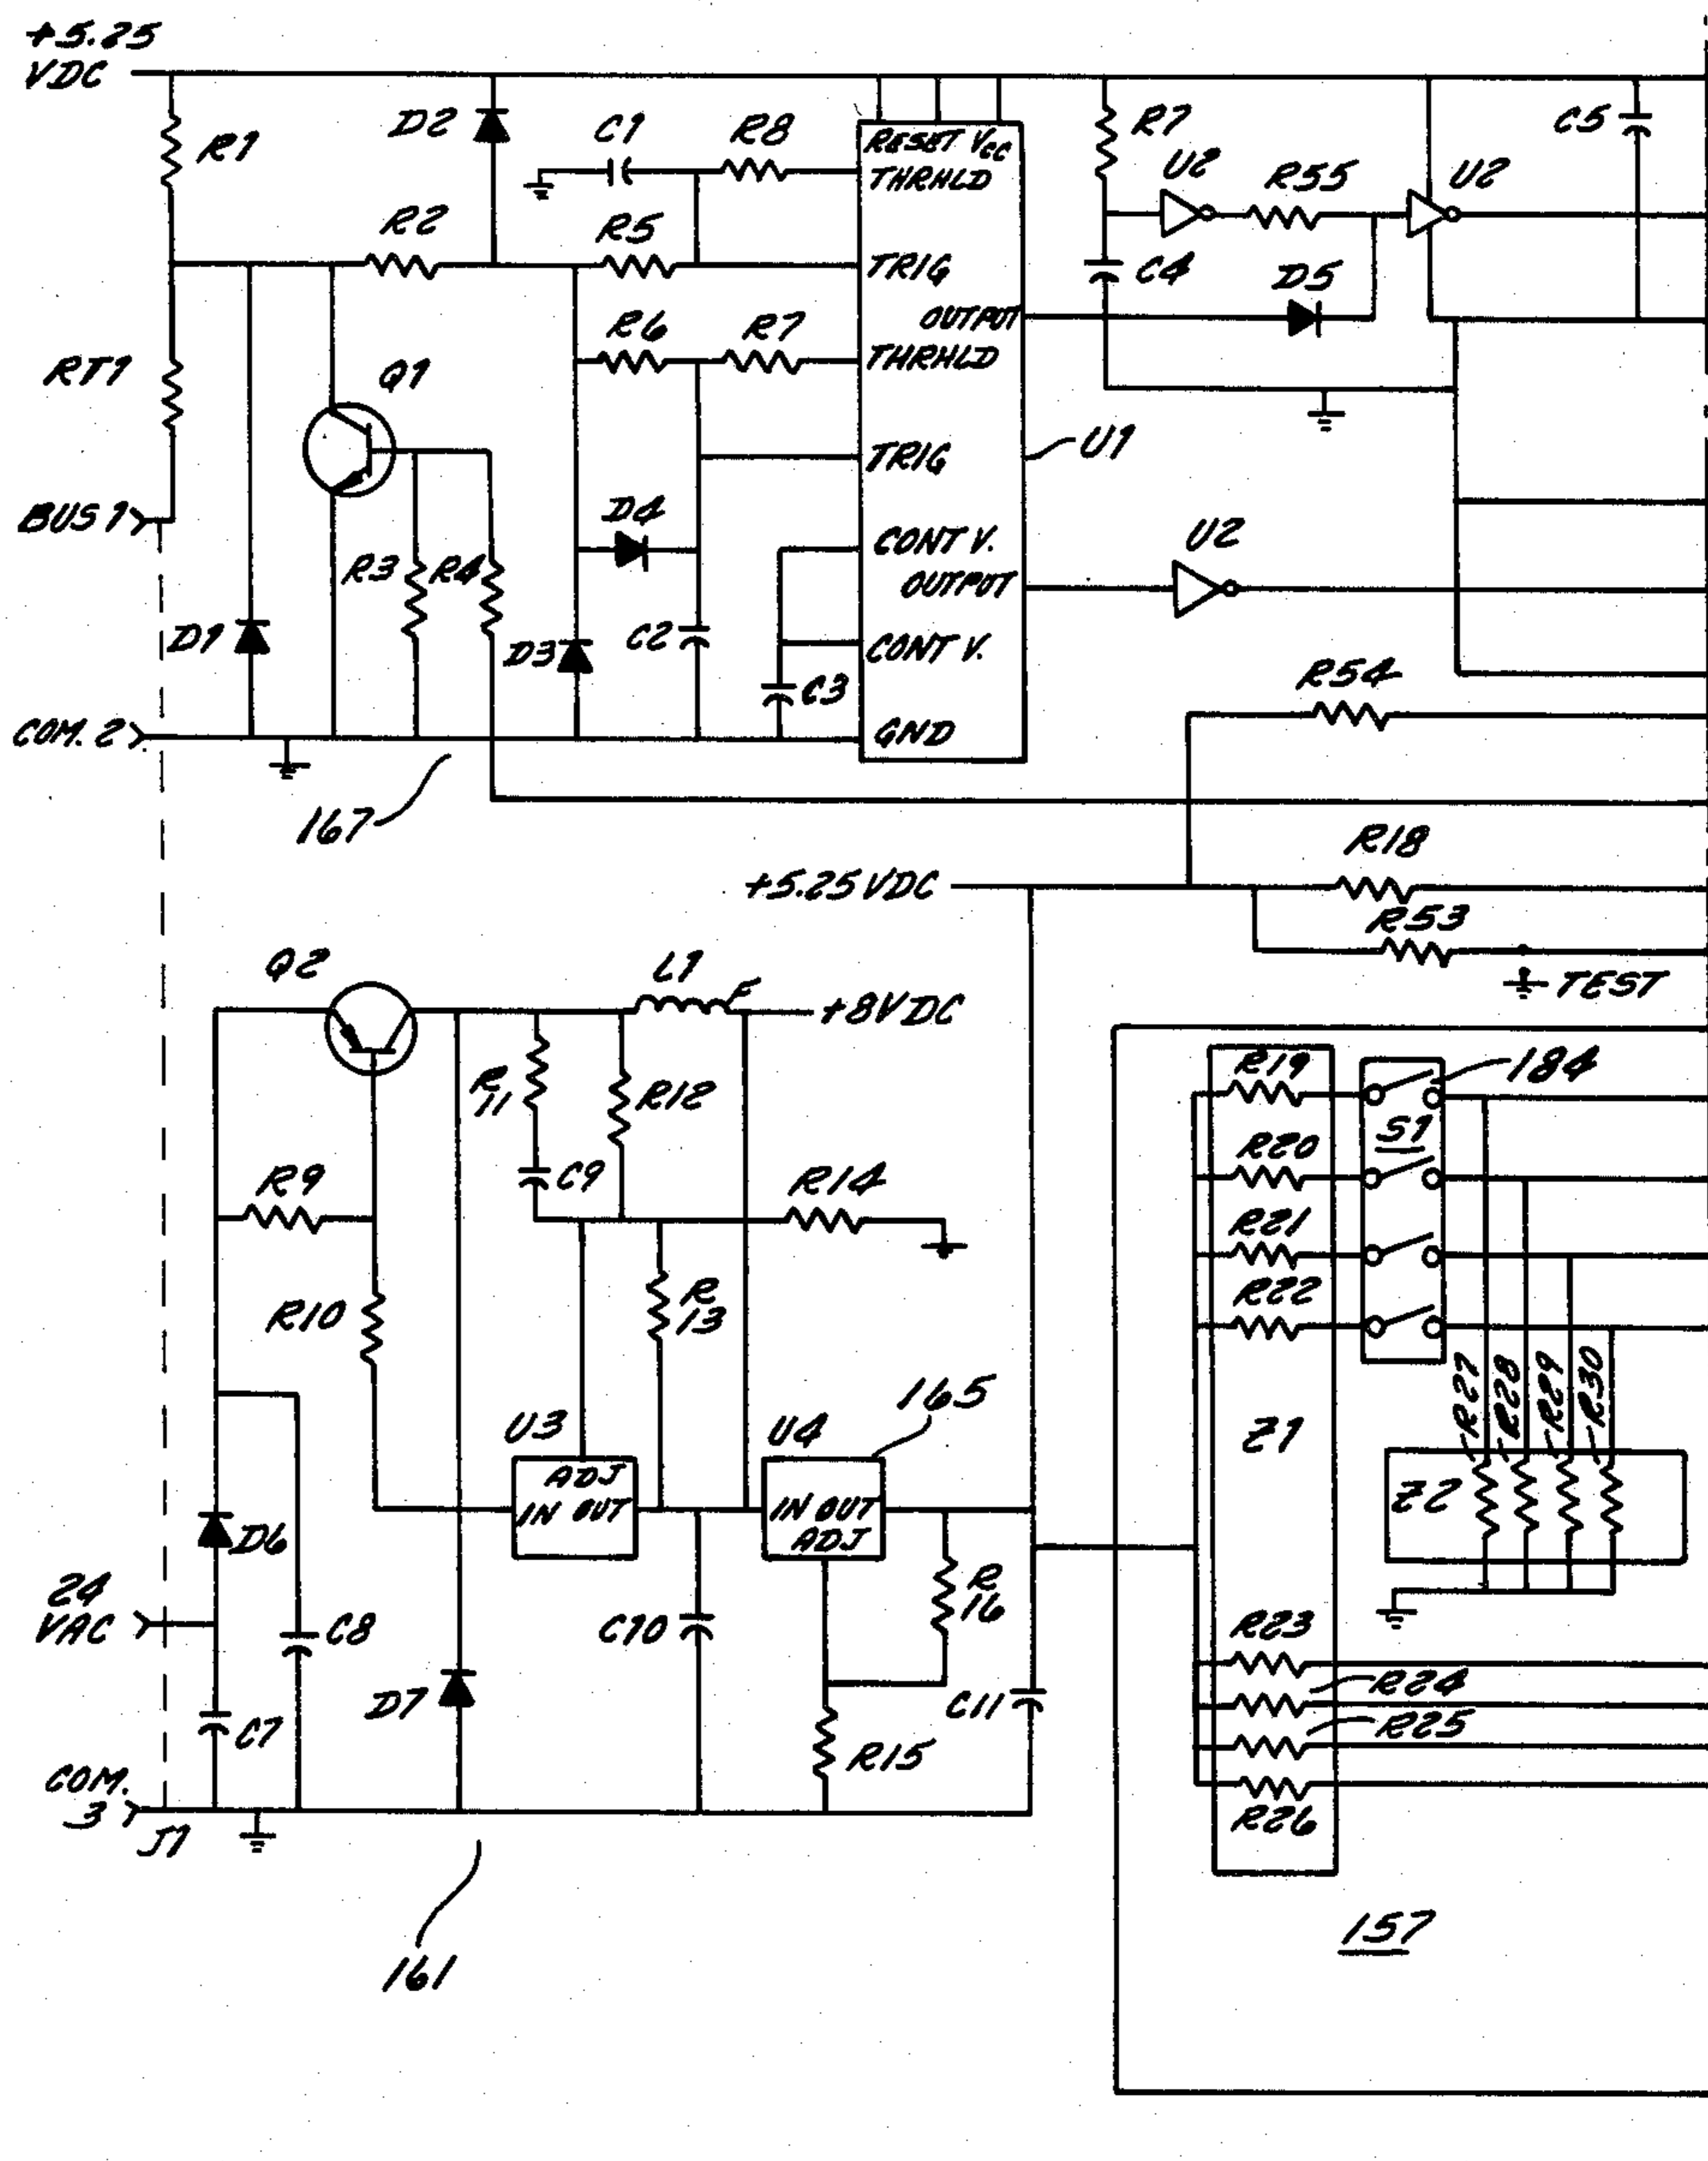 +5.25
VDC
R1
D2
C1
R8
RESET VCC
THRHLD
R7
U2
R55
U2
C5
R2
R5
TRIG
C4
D5
OUTPUT
RT1
Q1
R6
R7
THRHLD
TRIG
U1
BUS 1
D4
CONT V.
U2
R3
R4
OUTPUT
D1
D3
C2
CONT V.
C3
R54
COM. 2
GND
167
R18
+5.25 VDC
R53
TEST
Q2
L1
F
+8VDC
R
11
R12
R19
184
S1
R9
C9
R14
R20
R21
R10
R
13
R22
R27
R28
R29
R30
165
U3
U4
Z1
ADJ
IN OUT
IN OUT
ADJ
Z2
D6
24
VAC
C8
C10
R
16
R23
D7
C11
R24
C7
R15
R25
COM.
3
J1
R26
161
157